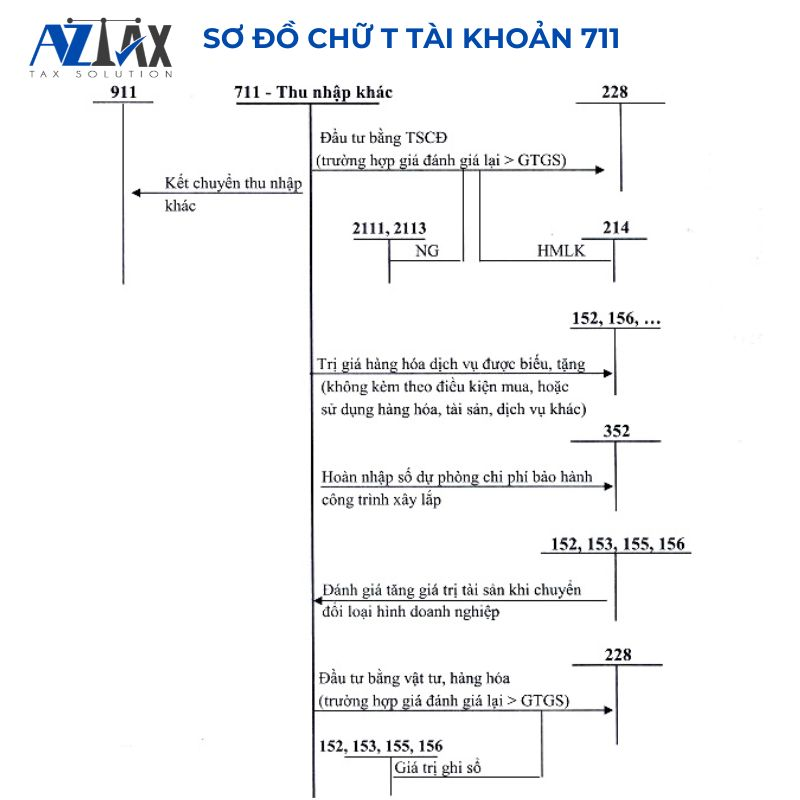 AZTAX
TAX SOLUTION
SƠ ĐỒ CHỮ T TÀI KHOẢN 711
911
711 - Thu nhập khác
228
Đầu tư bằng TSCĐ
(trường hợp giá đánh giá lại > GTGS)
Kết chuyển thu nhập
khác
2111, 2113
214
NG
HMLK
152, 156, ...
Trị giá hàng hóa dịch vụ được biếu, tặng
(không kèm theo điều kiện mua, hoặc
sử dụng hàng hóa, tài sản, dịch vụ khác)
352
Hoàn nhập số dự phòng chi phí bảo hành
công trình xây lắp
152, 153, 155, 156
Đánh giá tăng giá trị tài sản khi chuyển
đổi loại hình doanh nghiệp
228
Đầu tư bằng vật tư, hàng hóa
(trường hợp giá đánh giá lại > GTGS)
152, 153, 155, 156
Giá trị ghi sổ